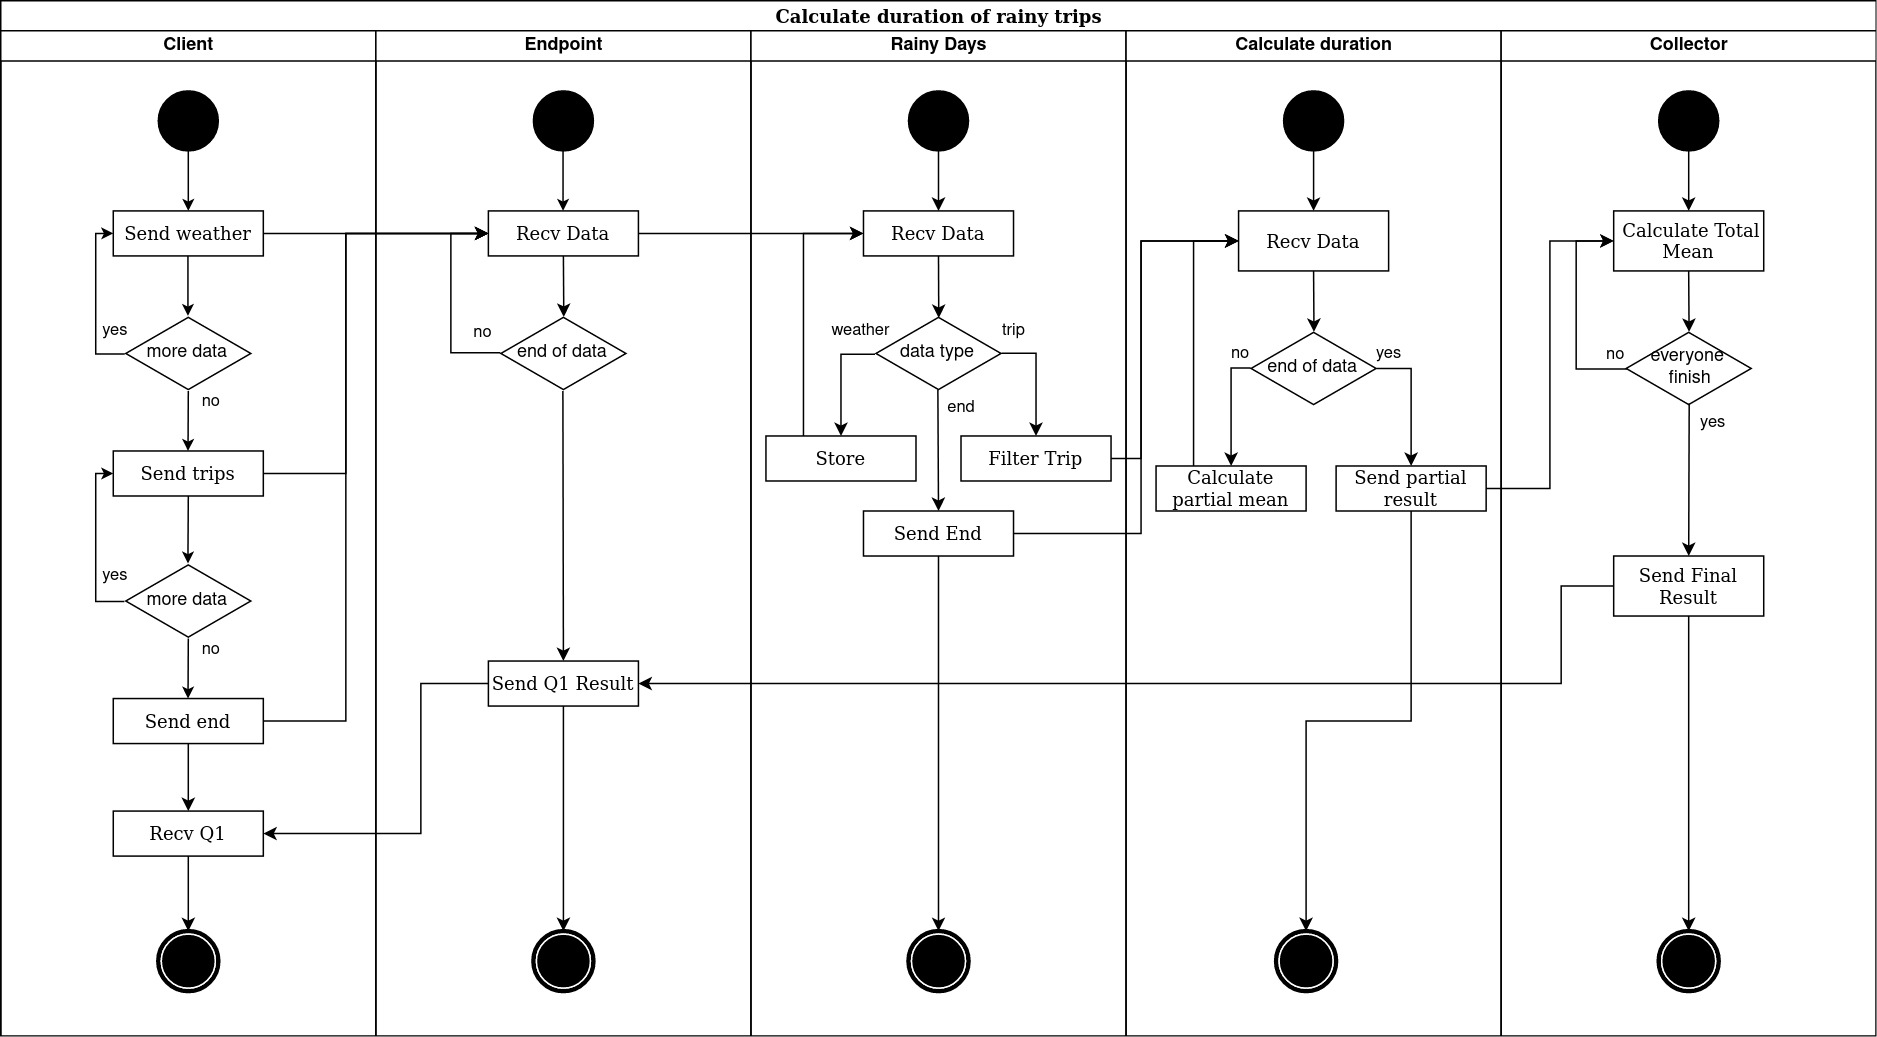 Calculate duration of rainy trips
Client
Endpoint
Rainy Days
Calculate duration
Collector
Send weather
yes
more data
no
Send trips
yes
more data
no
Send end
Recv Q1
Recv Data
no
end of data
Send Q1 Result
Recv Data
weather
trip
data type
end
Store
Filter Trip
Send End
Recv Data
no
yes
end of data
Calculate
partial mean
Send partial
result
Calculate Total
Mean
no
everyone
finish
yes
Send Final
Result